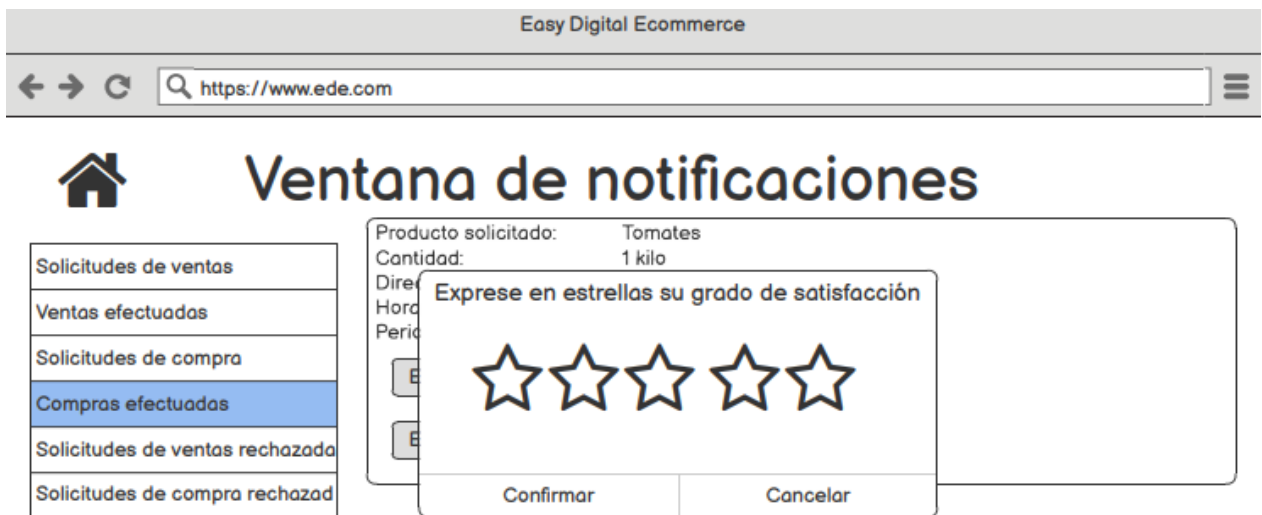 Easy Digital Ecommerce
https://www.ede.com
Ventana de notificaciones
Solicitudes de ventas
Ventas efectuadas
Solicitudes de compra
Compras efectuadas
Solicitudes de ventas rechazada
Solicitudes de compra rechazad
Producto solicitado: Tomates
Cantidad: 1 kilo
Exprese en estrellas su grado de satisfacción
Confirmar Cancelar